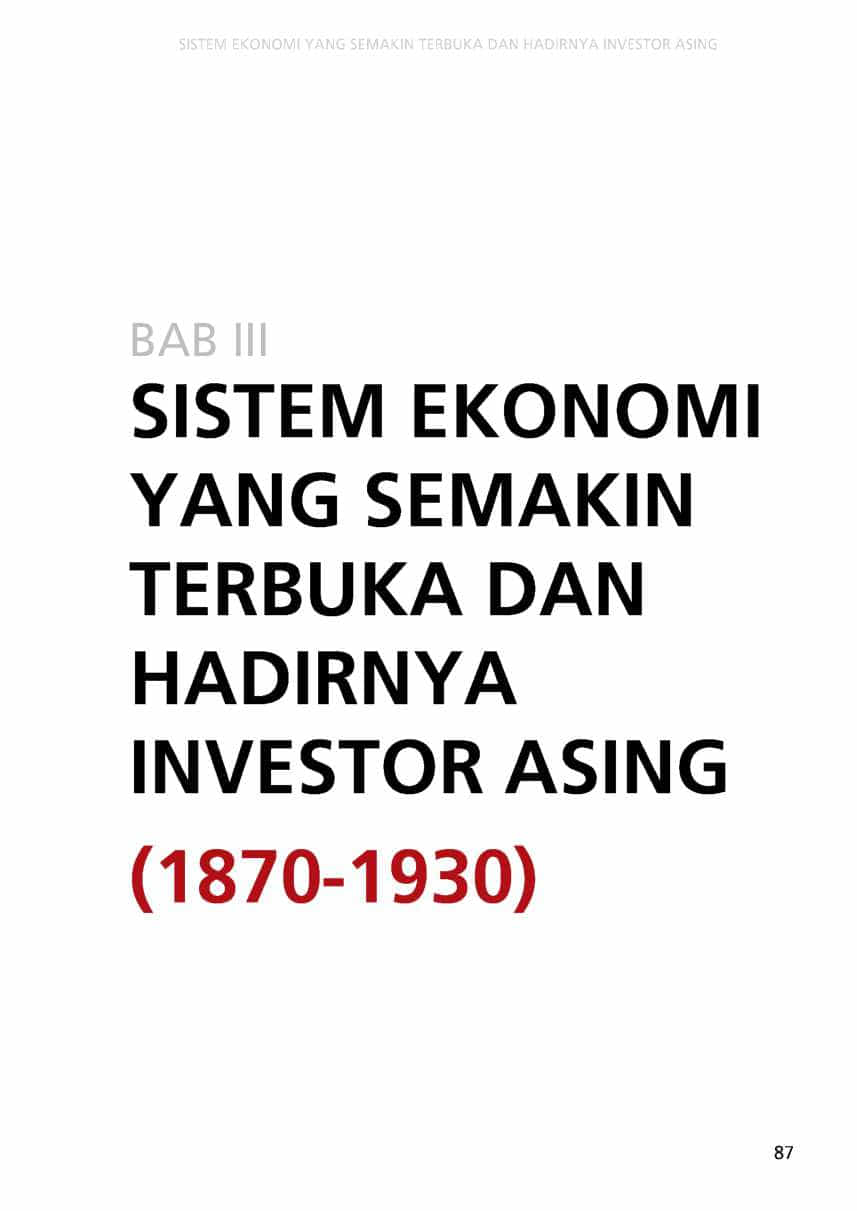 SISTEM EKONOMI YANG SEMAKIN TERBUKA DAN HADIRNYA INVESTOR ASING
BAB III
SISTEM EKONOMI
YANG SEMAKIN
TERBUKA DAN
HADIRNYA
INVESTOR ASING
(1870-1930)
87